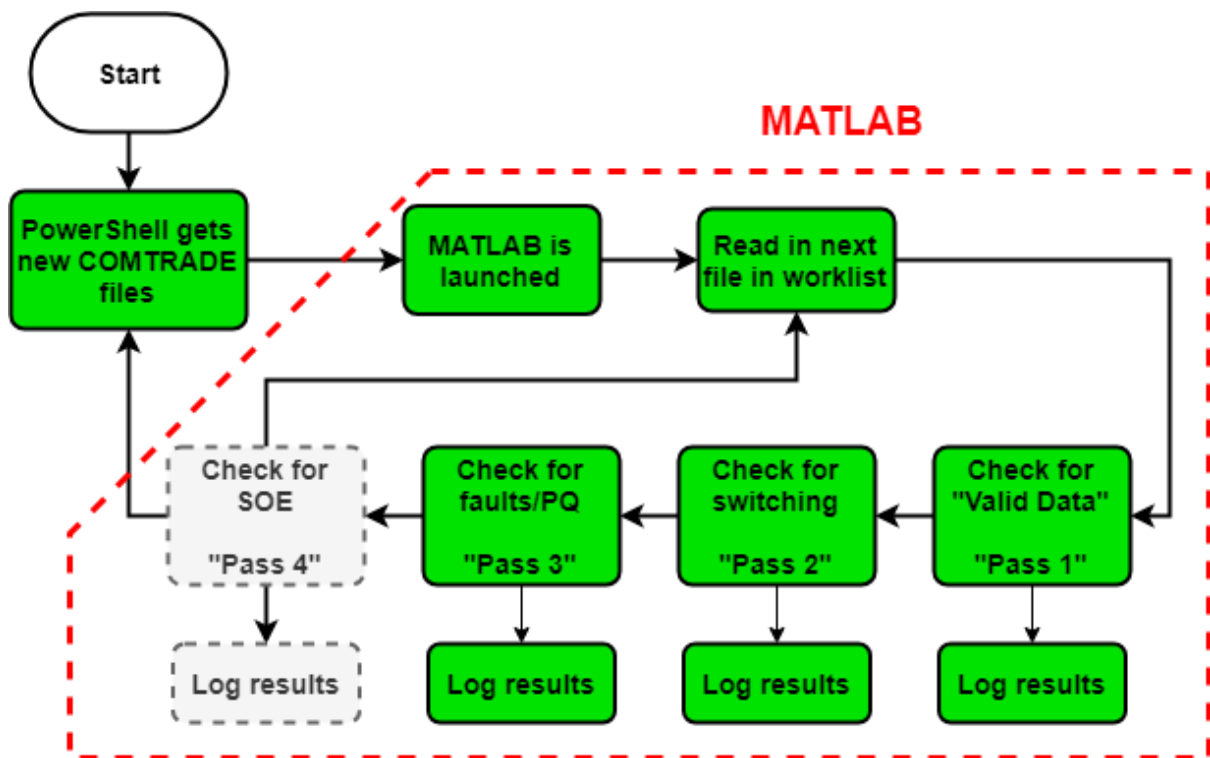 Start
MATLAB
PowerShell gets
new COMTRADE
files
MATLAB is
launched
Read in next
file in worklist
Check for
SOE
"Pass 4"
Check for
faults/PQ
"Pass 3"
Check for
switching
"Pass 2"
Check for
"Valid Data"
"Pass 1"
Log results
Log results
Log results
Log results